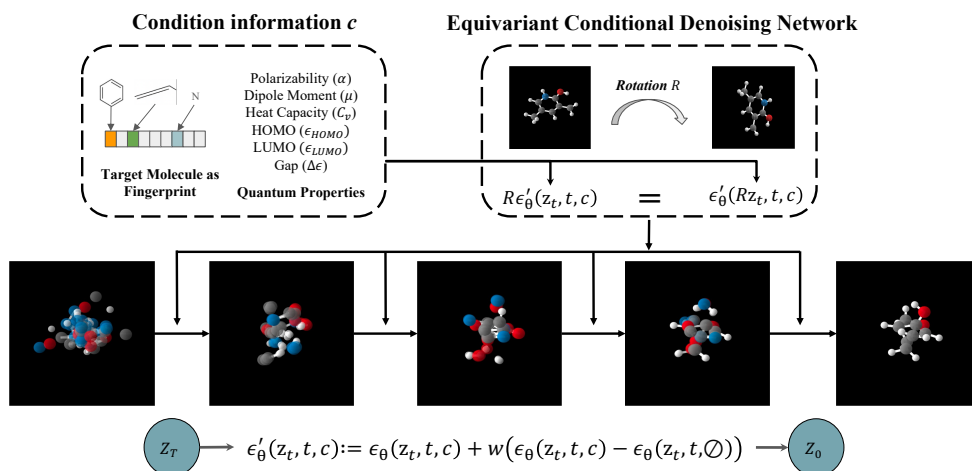 Condition information c
Equivariant Conditional Denoising Network
N
Target Molecule as
Fingerprint
Polarizability (α)
Dipole Moment (μ)
Heat Capacity (C_v)
HOMO (ϵ_HOMO)
LUMO (ϵ_LUMO)
Gap (Δϵ)
Quantum Properties
Rotation R
Rϵ′_θ(z_t, t, c) = ϵ′_θ(Rz_t, t, c)
Z_T
ϵ′_θ(z_t, t, c) := ϵ_θ(z_t, t, c) + w(ϵ_θ(z_t, t, c) − ϵ_θ(z_t, t, ∅))
Z_0